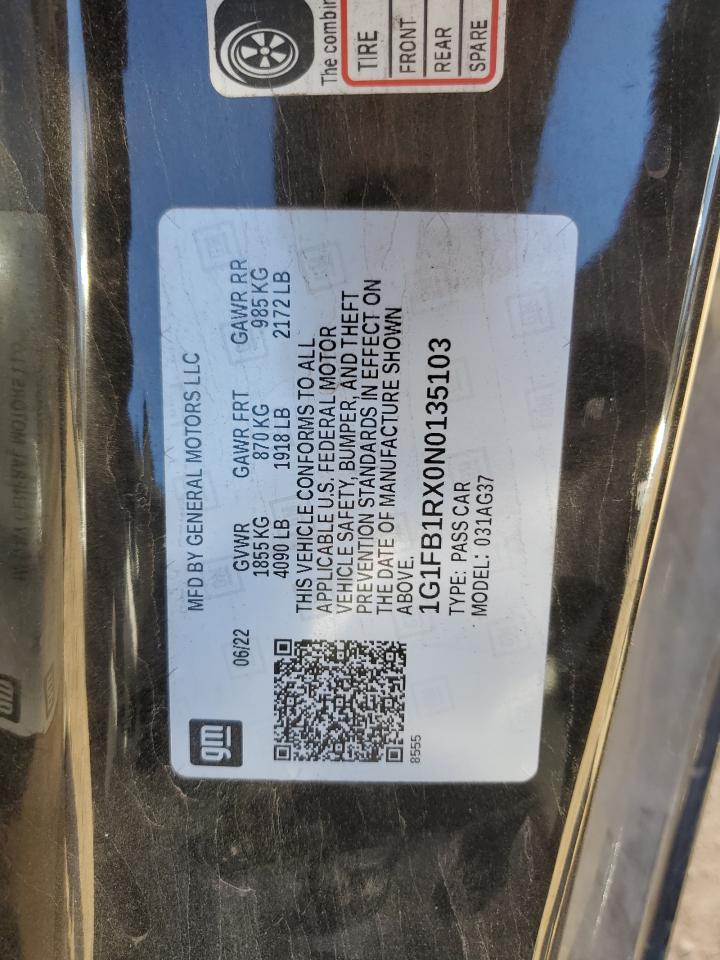 The combin
TIRE
FRONT
REAR
SPARE
MFD BY GENERAL MOTORS LLC
06/22 GVWR GAWR FRT GAWR RR
1855 KG 870 KG 985 KG
4090 LB 1918 LB 2172 LB
THIS VEHICLE CONFORMS TO ALL
APPLICABLE U.S. FEDERAL MOTOR
VEHICLE SAFETY, BUMPER, AND THEFT
PREVENTION STANDARDS IN EFFECT ON
THE DATE OF MANUFACTURE SHOWN
ABOVE.
1G1FB1RX0N0135103
TYPE: PASS CAR
MODEL: 031AG37
gm
8555